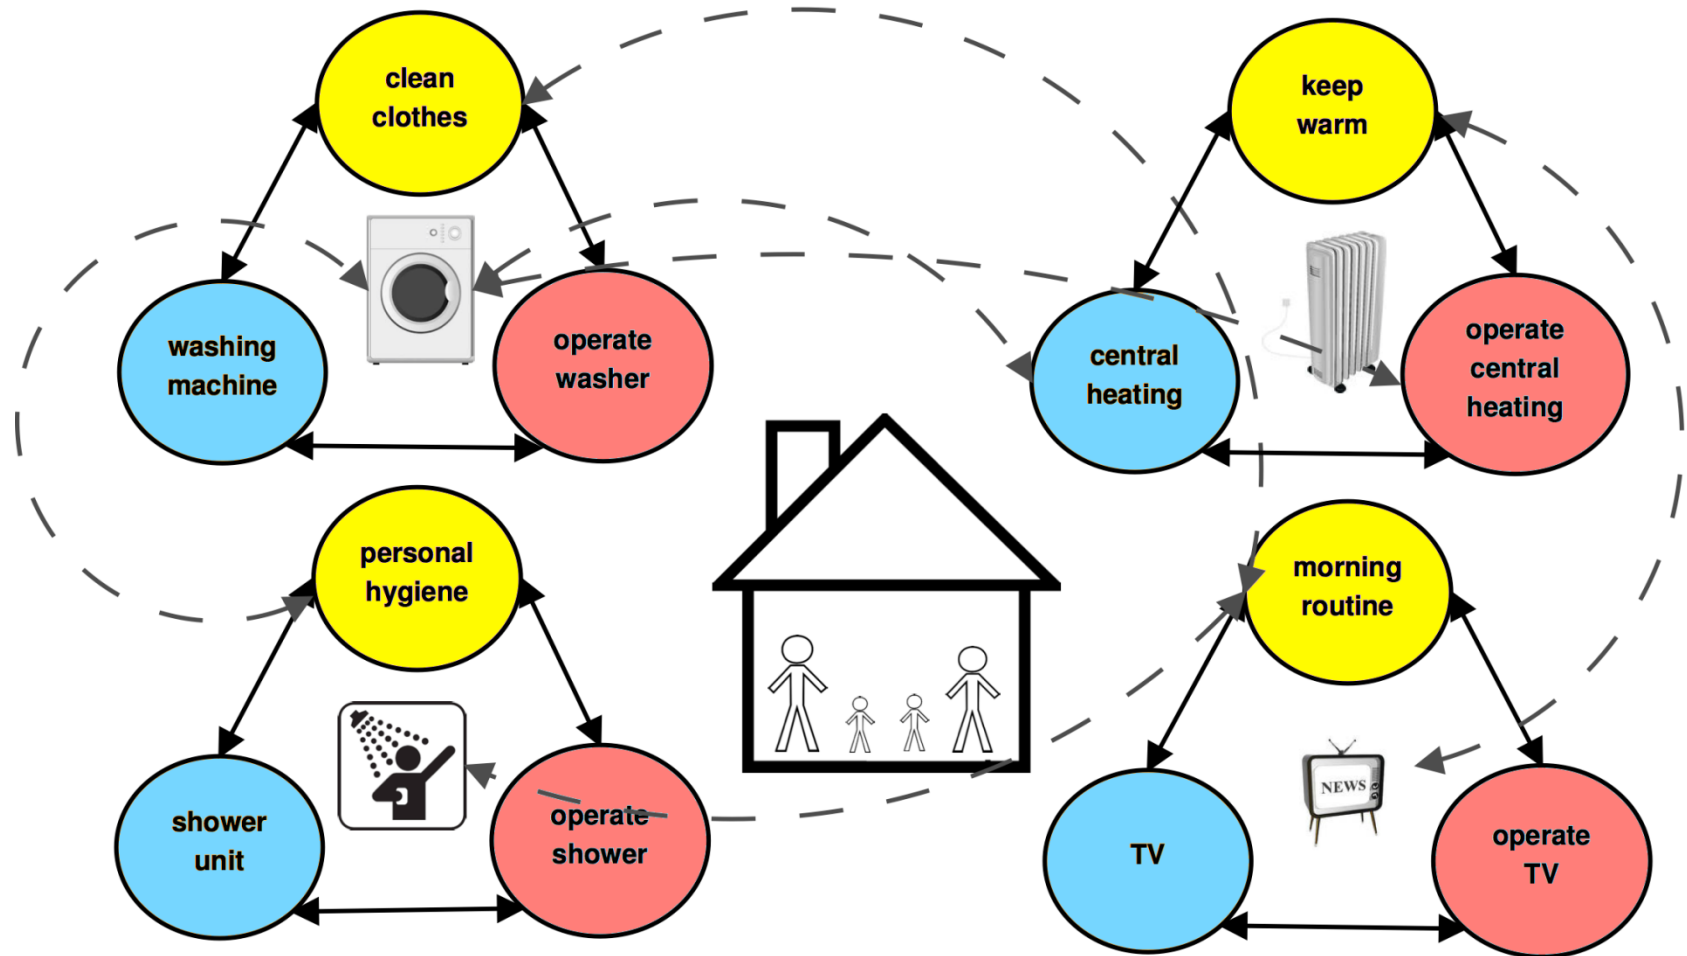 clean
clothes
washing
machine
operate
washer
keep
warm
central
heating
operate
central
heating
personal
hygiene
shower
unit
operate
shower
morning
routine
TV
NEWS
operate
TV